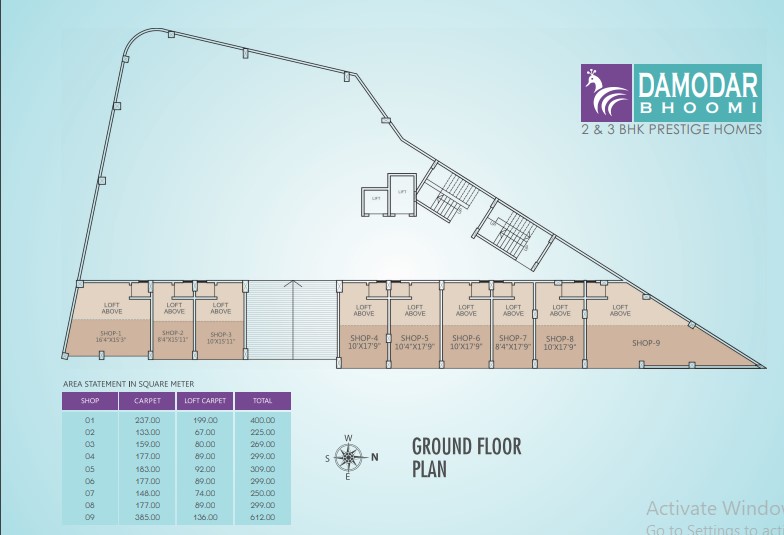 DAMODAR
BHOOMI
2 & 3 BHK PRESTIGE HOMES
LIFT
LIFT
LOFT ABOVE
LOFT ABOVE
LOFT ABOVE
LOFT ABOVE
LOFT ABOVE
LOFT ABOVE
LOFT ABOVE
LOFT ABOVE
LOFT ABOVE
SHOP-1
16'4"X15'3"
SHOP-2
8'4"X15'11"
SHOP-3
10'X15'11"
SHOP-4
10'X17'9"
SHOP-5
10'4"X17'9"
SHOP-6
10'X17'9"
SHOP-7
8'4"X17'9"
SHOP-8
10'X17'9"
SHOP-9
AREA STATEMENT IN SQUARE METER
SHOP CARPET LOFT CARPET TOTAL
01 237.00 199.00 400.00
02 133.00 67.00 225.00
03 159.00 80.00 269.00
04 177.00 89.00 299.00
05 183.00 92.00 309.00
06 177.00 89.00 299.00
07 148.00 74.00 250.00
08 177.00 89.00 299.00
09 385.00 136.00 612.00
W
S N
E
GROUND FLOOR
PLAN
Activate Window
Go to Settings to acti